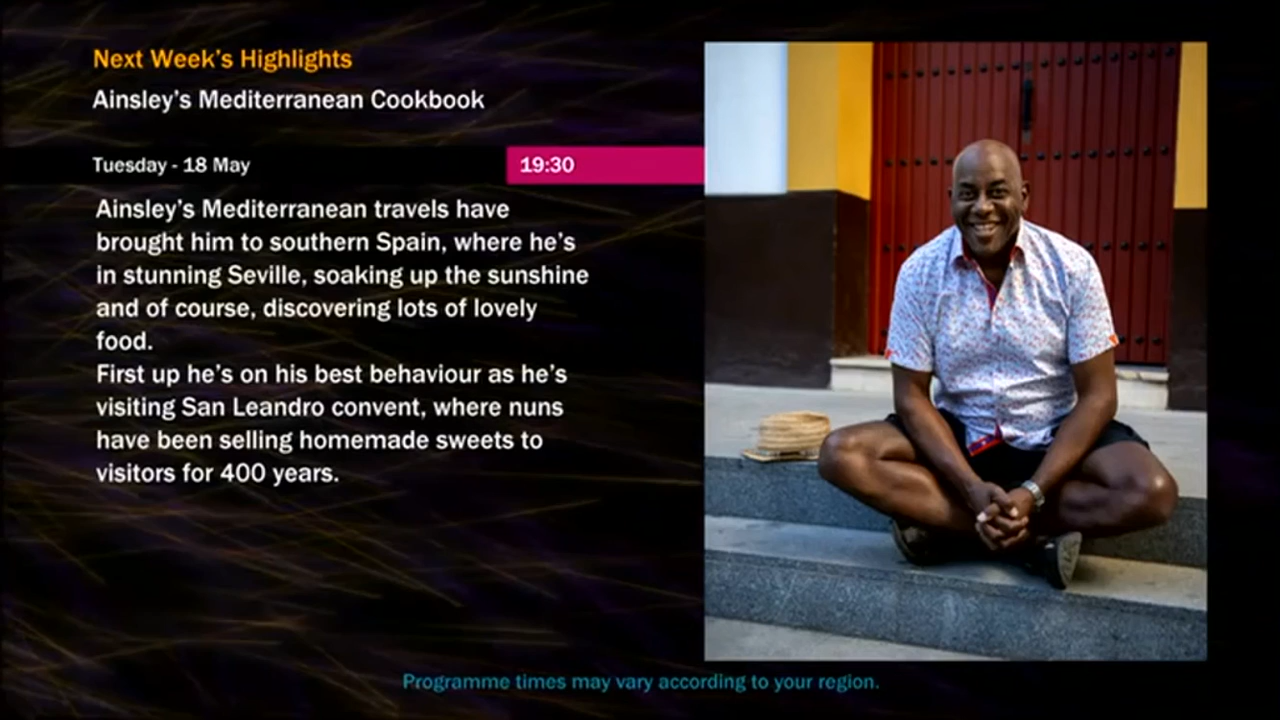 Next Week's Highlights
Ainsley's Mediterranean Cookbook
Tuesday - 18 May
19:30
Ainsley's Mediterranean travels have
brought him to southern Spain, where he's
in stunning Seville, soaking up the sunshine
and of course, discovering lots of lovely
food.
First up he's on his best behaviour as he's
visiting San Leandro convent, where nuns
have been selling homemade sweets to
visitors for 400 years.
Programme times may vary according to your region.